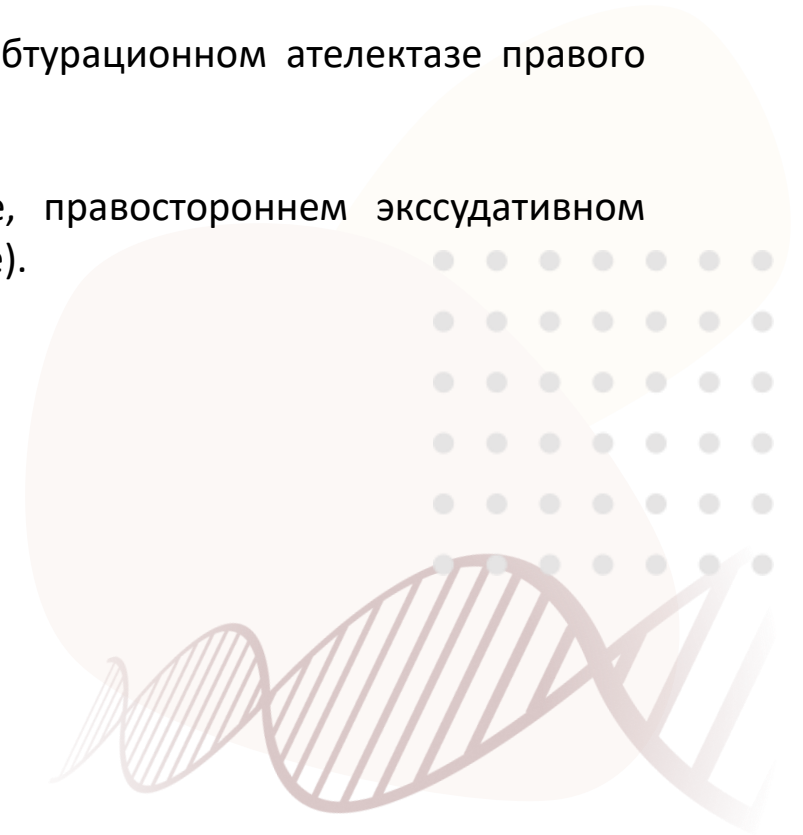 бтурационном ателектазе правого
е, правостороннем экссудативном
е).